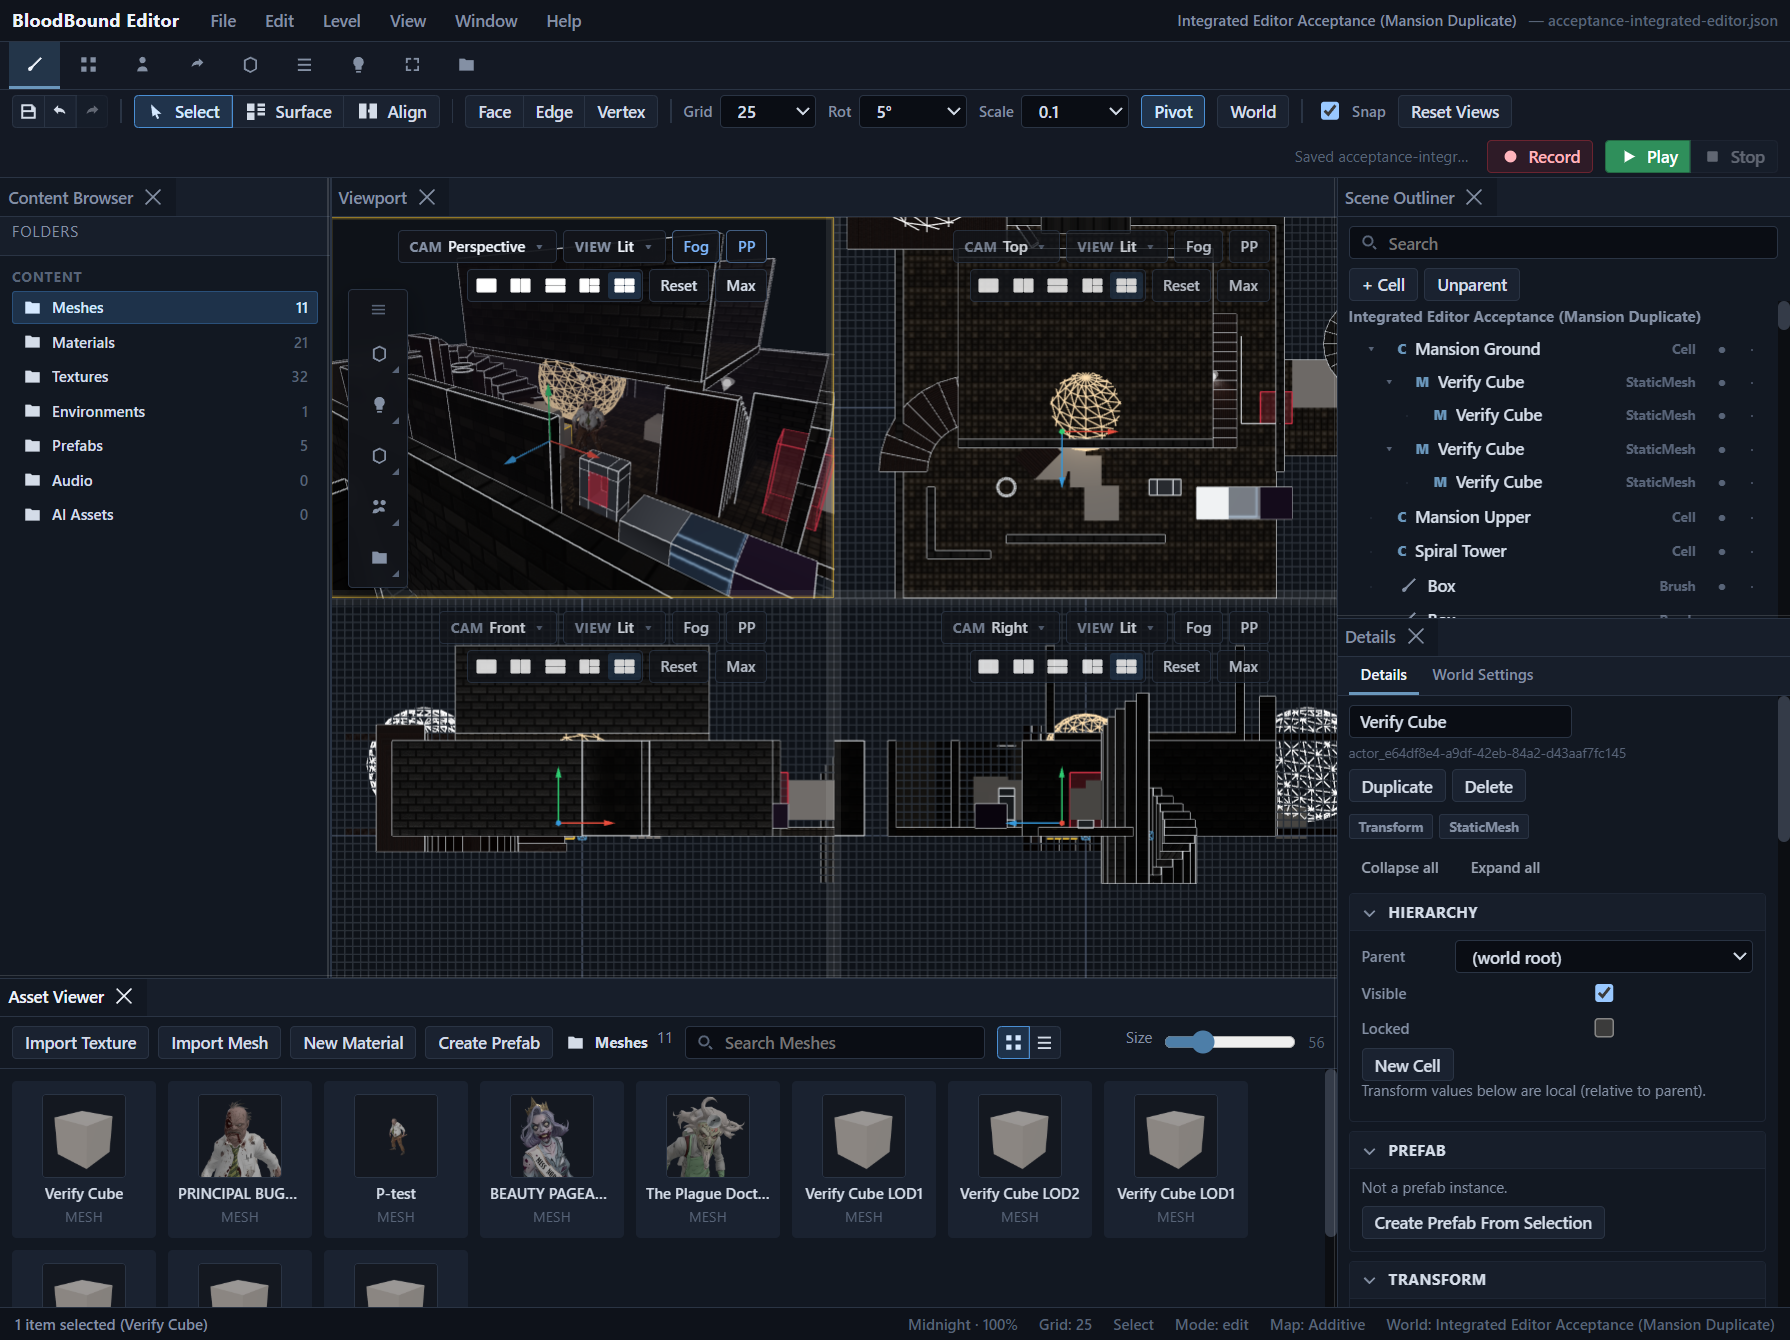 BloodBound Editor File Edit Level View Window Help Integrated Editor Acceptance (Mansion Duplicate) — acceptance-integrated-editor.json
Select Surface Align Face Edge Vertex Grid 25 Rot 5° Scale 0.1 Pivot World Snap Reset Views
Saved acceptance-integr... Record Play Stop
Content Browser
FOLDERS
CONTENT
Meshes 11
Materials 21
Textures 32
Environments 1
Prefabs 5
Audio 0
AI Assets 0
Viewport
CAM Perspective VIEW Lit Fog PP
Reset Max
CAM Top VIEW Lit Fog PP
Reset Max
CAM Front VIEW Lit Fog PP
Reset Max
CAM Right VIEW Lit Fog PP
Reset Max
Scene Outliner
Search
+ Cell Unparent
Integrated Editor Acceptance (Mansion Duplicate)
C Mansion Ground Cell
M Verify Cube StaticMesh
M Verify Cube StaticMesh
M Verify Cube StaticMesh
M Verify Cube StaticMesh
C Mansion Upper Cell
C Spiral Tower Cell
Box Brush
Details
Details World Settings
Verify Cube
actor_e64df8e4-a9df-42eb-84a2-d43aaf7fc145
Duplicate Delete
Transform StaticMesh
Collapse all Expand all
HIERARCHY
Parent (world root)
Visible
Locked
New Cell
Transform values below are local (relative to parent).
PREFAB
Not a prefab instance.
Create Prefab From Selection
TRANSFORM
Asset Viewer
Import Texture Import Mesh New Material Create Prefab Meshes 11 Search Meshes Size 56
Verify Cube PRINCIPAL BUG... P-test BEAUTY PAGEA... The Plague Doct... Verify Cube LOD1 Verify Cube LOD2 Verify Cube LOD1
MESH MESH MESH MESH MESH MESH MESH MESH
1 item selected (Verify Cube) Midnight · 100% Grid: 25 Select Mode: edit Map: Additive World: Integrated Editor Acceptance (Mansion Duplicate)